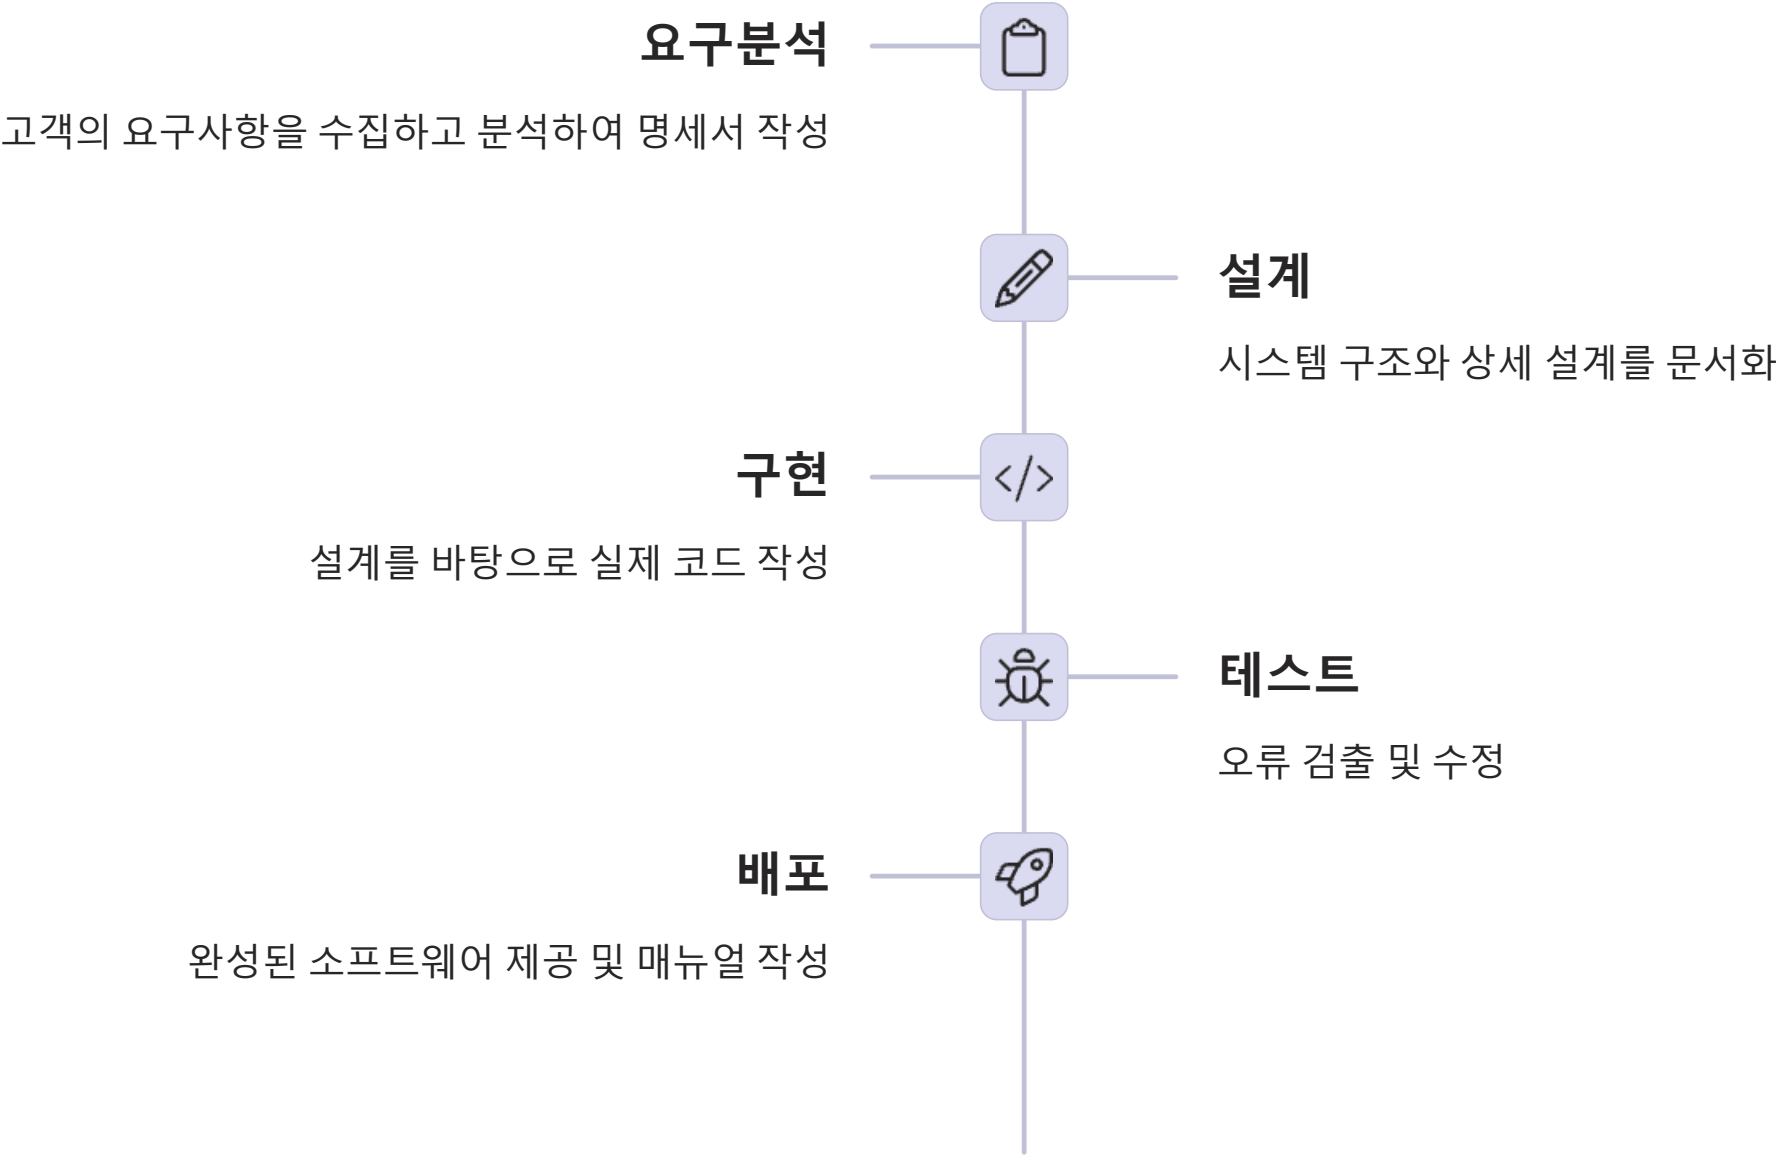 요구분석
고객의 요구사항을 수집하고 분석하여 명세서 작성
설계
시스템 구조와 상세 설계를 문서화
구현
설계를 바탕으로 실제 코드 작성
테스트
오류 검출 및 수정
배포
완성된 소프트웨어 제공 및 매뉴얼 작성